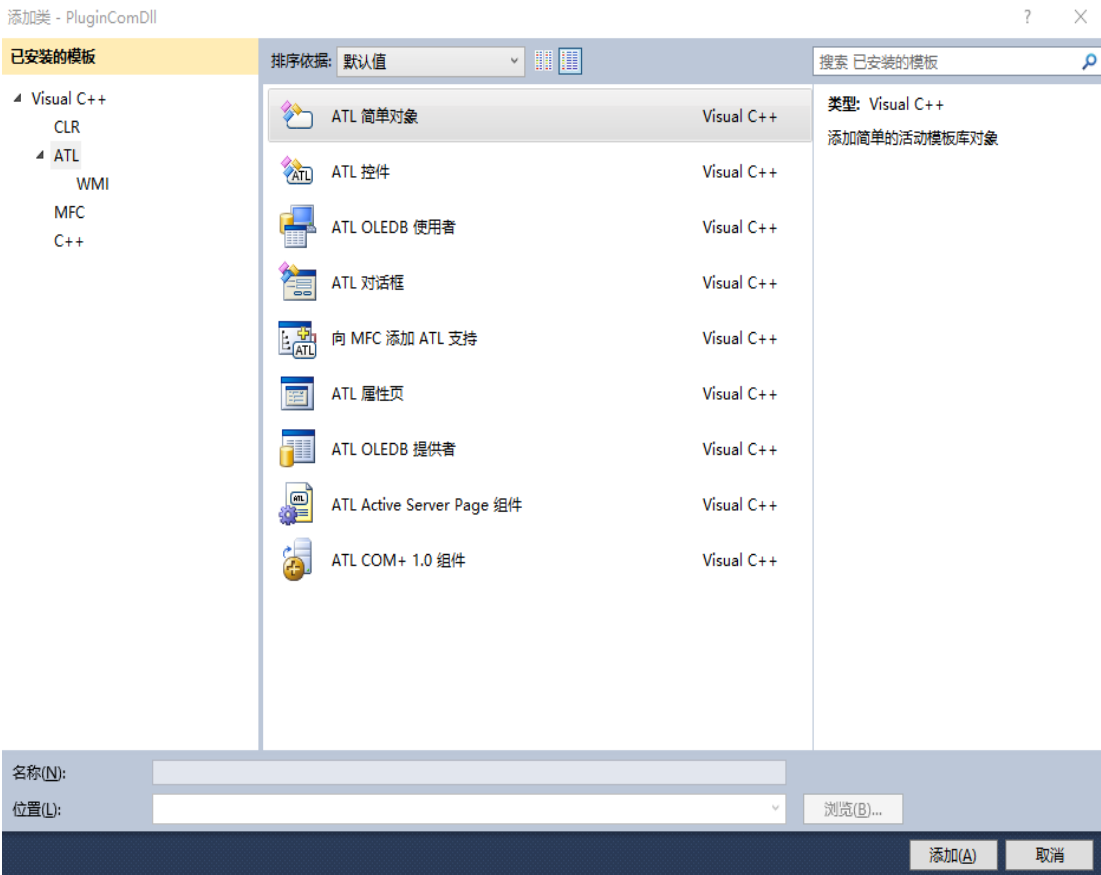 添加类 - PluginComDll
?
已安装的模板
排序依据: 默认值
搜索 已安装的模板
Visual C++
CLR
ATL
WMI
MFC
C++
ATL 简单对象 Visual C++
ATL 控件 Visual C++
ATL OLEDB 使用者 Visual C++
ATL 对话框 Visual C++
向 MFC 添加 ATL 支持 Visual C++
ATL 属性页 Visual C++
ATL OLEDB 提供者 Visual C++
ATL Active Server Page 组件 Visual C++
ATL COM+ 1.0 组件 Visual C++
类型: Visual C++
添加简单的活动模板库对象
名称(N):
位置(L):
浏览(B)...
添加(A)
取消